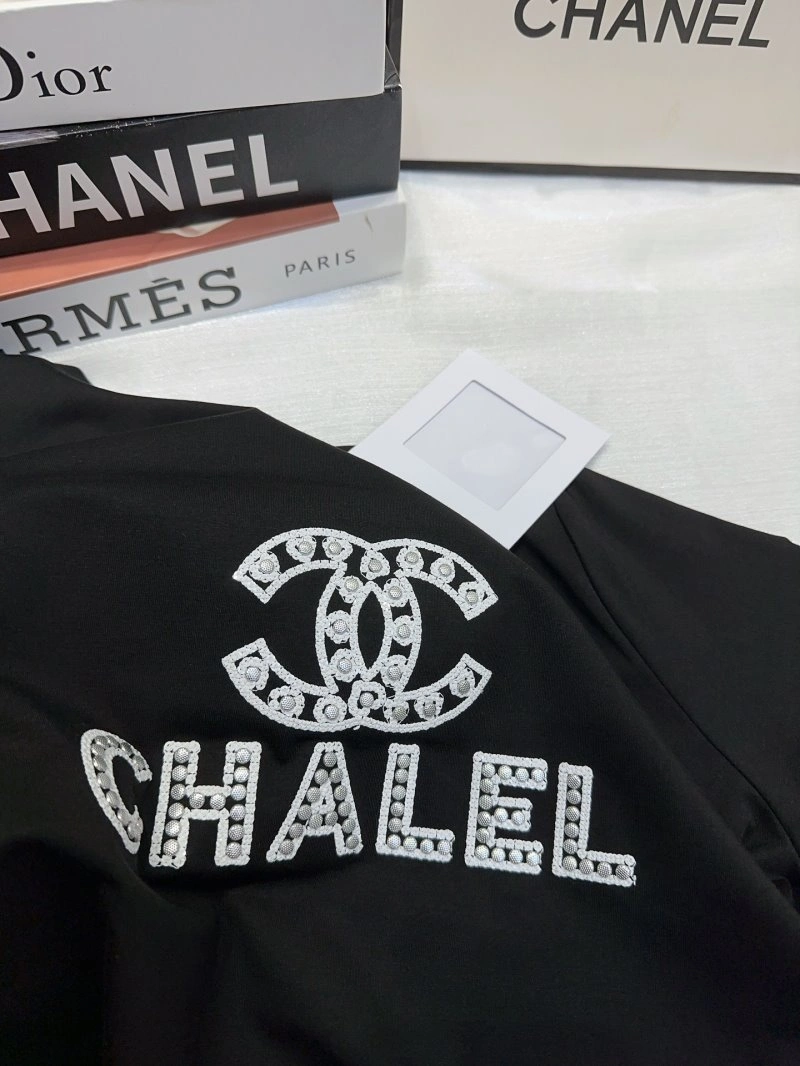 Dior
CHANEL
HANEL
RMÈS PARIS
CHALEL